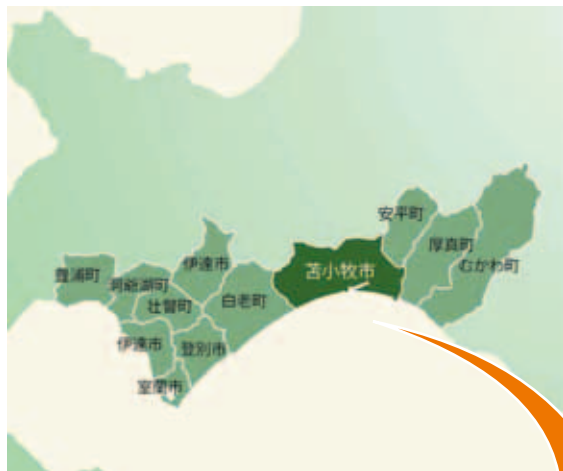 安平町
厚真町
むかわ町
苫小牧市
伊達市
豊浦町
洞爺湖町
壮瞥町
白老町
伊達市
登別市
室蘭市